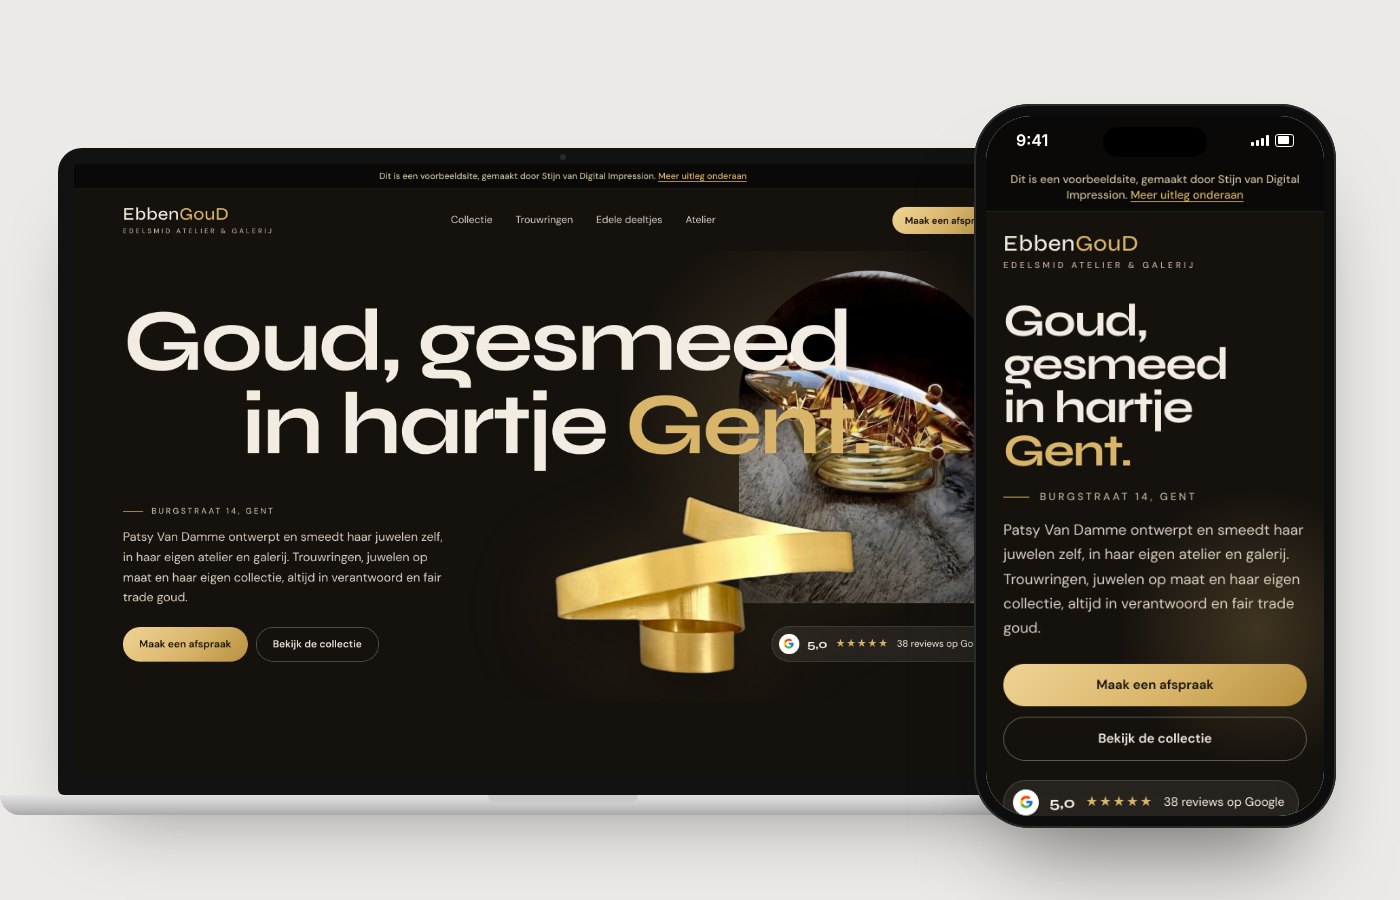 Dit is een voorbeeldsite, gemaakt door Stijn van Digital Impression. Meer uitleg onderaan
EbbenGouD
EDELSMID ATELIER & GALERIJ
Collectie
Trouwringen
Edele deeltjes
Atelier
Maak een afspr
Goud, gesmeed
in hartje Gent.
BURGSTRAAT 14, GENT
Patsy Van Damme ontwerpt en smeedt haar juwelen zelf,
in haar eigen atelier en galerij. Trouwringen, juwelen op
maat en haar eigen collectie, altijd in verantwoord en fair
trade goud.
Maak een afspraak
Bekijk de collectie
G 5,0 ★★★★★ 38 reviews op Go
9:41
Dit is een voorbeeldsite, gemaakt door Stijn van Digital
Impression. Meer uitleg onderaan
EbbenGouD
EDELSMID ATELIER & GALERIJ
Goud,
gesmeed
in hartje
Gent.
BURGSTRAAT 14, GENT
Patsy Van Damme ontwerpt en smeedt haar
juwelen zelf, in haar eigen atelier en galerij.
Trouwringen, juwelen op maat en haar eigen
collectie, altijd in verantwoord en fair trade
goud.
Maak een afspraak
Bekijk de collectie
G 5,0 ★★★★★ 38 reviews op Google